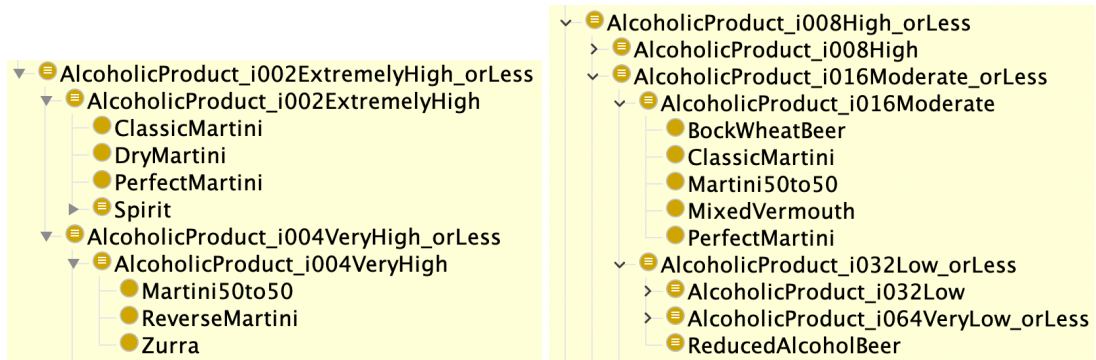 AlcoholicProduct_i002ExtremelyHigh_orLess
AlcoholicProduct_i002ExtremelyHigh
ClassicMartini
DryMartini
PerfectMartini
Spirit
AlcoholicProduct_i004VeryHigh_orLess
AlcoholicProduct_i004VeryHigh
Martini50to50
ReverseMartini
Zurra
AlcoholicProduct_i008High_orLess
AlcoholicProduct_i008High
AlcoholicProduct_i016Moderate_orLess
AlcoholicProduct_i016Moderate
BockWheatBeer
ClassicMartini
Martini50to50
MixedVermouth
PerfectMartini
AlcoholicProduct_i032Low_orLess
AlcoholicProduct_i032Low
AlcoholicProduct_i064VeryLow_orLess
ReducedAlcoholBeer